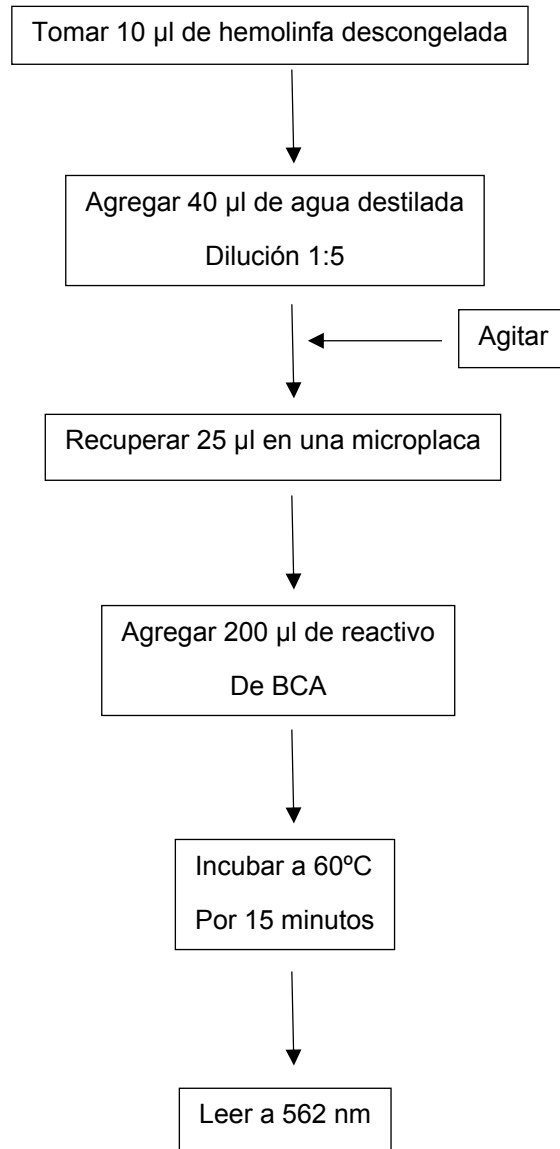 Tomar 10 µl de hemolinfa descongelada
Agregar 40 µl de agua destilada
Dilución 1:5
Agitar
Recuperar 25 µl en una microplaca
Agregar 200 µl de reactivo
De BCA
Incubar a 60ºC
Por 15 minutos
Leer a 562 nm